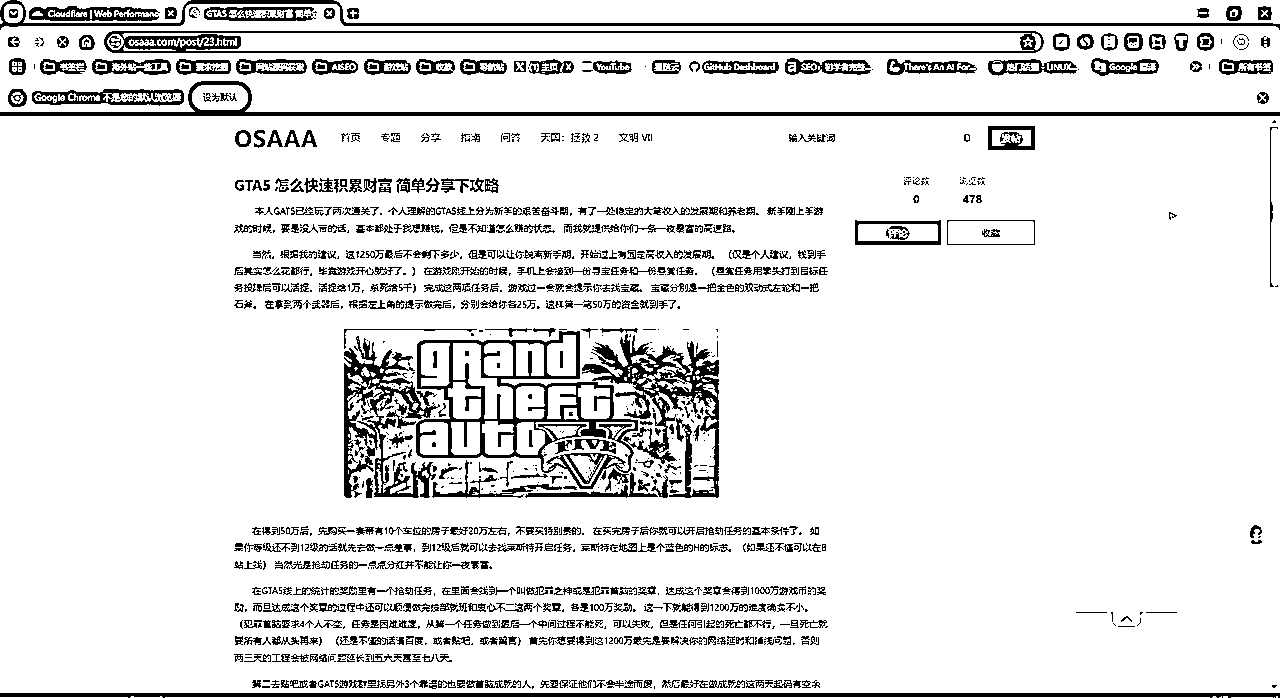 Cloudflare | Web Performanc
GTA5 怎么快速积累财富 简单分
osaaa.com/post/23.html
书签栏 海外站一些工具 需求挖掘 AISEO 游戏站 收录 导航站 (1) 主页 / X YouTube GitHub Dashboard There's An AI For... Google 翻译 所有书签
Google Chrome 不是您的默认浏览器 设为默认
OSAAA 首页 专题 分享 指南 问答 天国：拯救 2 文明 VII 输入关键词 0 发帖
GTA5 怎么快速积累财富 简单分享下攻略
评论数 浏览数
0 478
评论 收藏
本人GAT5已经玩了两次通关了，个人理解的GTA5线上分为新手的艰苦奋斗期，有了一处稳定的大笔收入的发展期和养老期。 新手刚上手游
戏的时候，要是没人带的话，基本都处于我想赚钱，但是不知道怎么赚的状态。 而我就提供给你们一条一夜暴富的高速路。
当然，根据我的建议，这1250万最后不会剩下多少，但是可以让你脱离新手期，开始过上有固定高收入的发展期。 （仅是个人建议，钱到手
后其实怎么花都行，毕竟游戏开心就好了。） 在游戏刚开始的时候，手机上会接到一份寻宝任务和一份悬赏任务。 （悬赏任务用拳头打到目标任
务投降后可以活捉，活捉给1万，杀死给5千） 完成这两项任务后，游戏过一会就会提示你去找宝藏。 宝藏分别是一把金色的双动式左轮和一把
石斧。 在拿到两个武器后，根据左上角的提示做完后，分别会给你各25万。这样第一笔50万的资金就到手了。
grand
theft
auto V
FIVE
在得到50万后，先购买一套带有10个车位的房子最好20万左右，不要买特别贵的。 在买完房子后你就可以开启抢劫任务的基本条件了。 如
果你等级还不到12级的话就先去做一点差事，到12级后就可以去找莱斯特开启任务，莱斯特在地图上是个蓝色的H的标志。 （如果还不懂可以在B
站上找） 当然光是抢劫任务的一点点分红并不能让你一夜暴富。
在GTA5线上的统计的奖励里有一个抢劫任务，在里面会找到一个叫做犯罪之神或是犯罪首脑的奖章，达成这个奖章会得到1000万游戏币的奖
励，而且达成这个奖章的过程中还可以顺便做完按部就班和衷心不二这两个奖章，各是100万奖励。 这一下就能得到1200万的难度确实不小。
（犯罪首脑要求4个人不变，任务是困难难度，从第一个任务做到最后一个中间过程不能死，可以失败，但是任何引起的死亡都不行，一旦死亡就
要所有人都从头再来） （还是不懂的话请百度，或者贴吧，或者留言） 首先你想要得到这1200万最先是要解决你的网络延时和掉线问题，否则
两三天的工程会被网络问题延长到五六天甚至七八天。
第二去贴吧或者GAT5游戏群里找另外3个靠谱的也要做首脑成就的人，先要保证他们不会半途而废，然后最好在做成就的这两天起码有空余